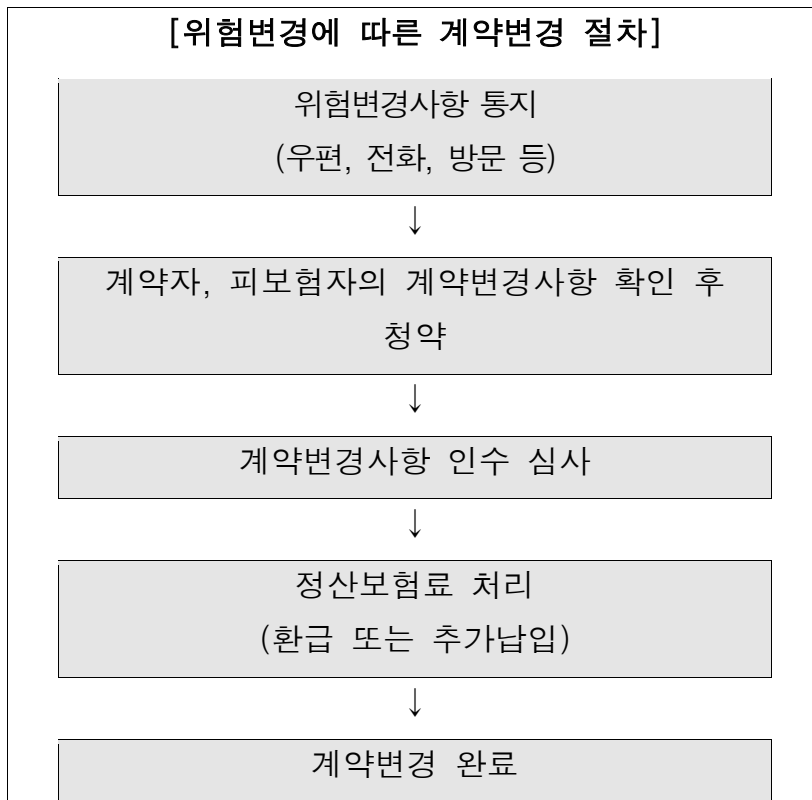 [위험변경에 따른 계약변경 절차]
위험변경사항 통지
(우편, 전화, 방문 등)
↓
계약자, 피보험자의 계약변경사항 확인 후
청약
↓
계약변경사항 인수 심사
↓
정산보험료 처리
(환급 또는 추가납입)
↓
계약변경 완료